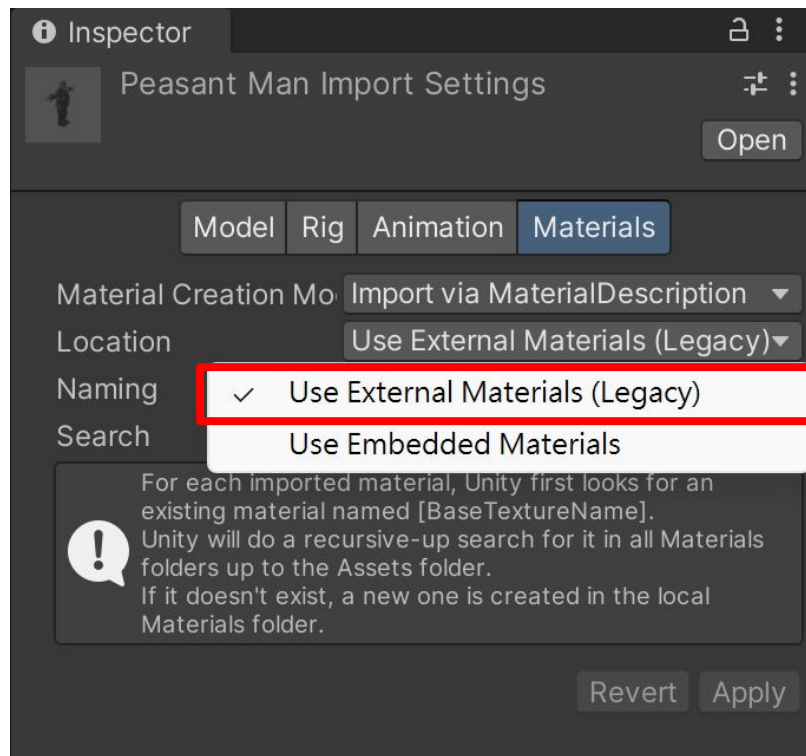 Inspector
Peasant Man Import Settings
Open
Model Rig Animation Materials
Material Creation Mo Import via MaterialDescription
Location Use External Materials (Legacy)
Naming Use External Materials (Legacy)
Search Use Embedded Materials
For each imported material, Unity first looks for an
existing material named [BaseTextureName].
Unity will do a recursive-up search for it in all Materials
folders up to the Assets folder.
If it doesn't exist, a new one is created in the local
Materials folder.
Revert Apply